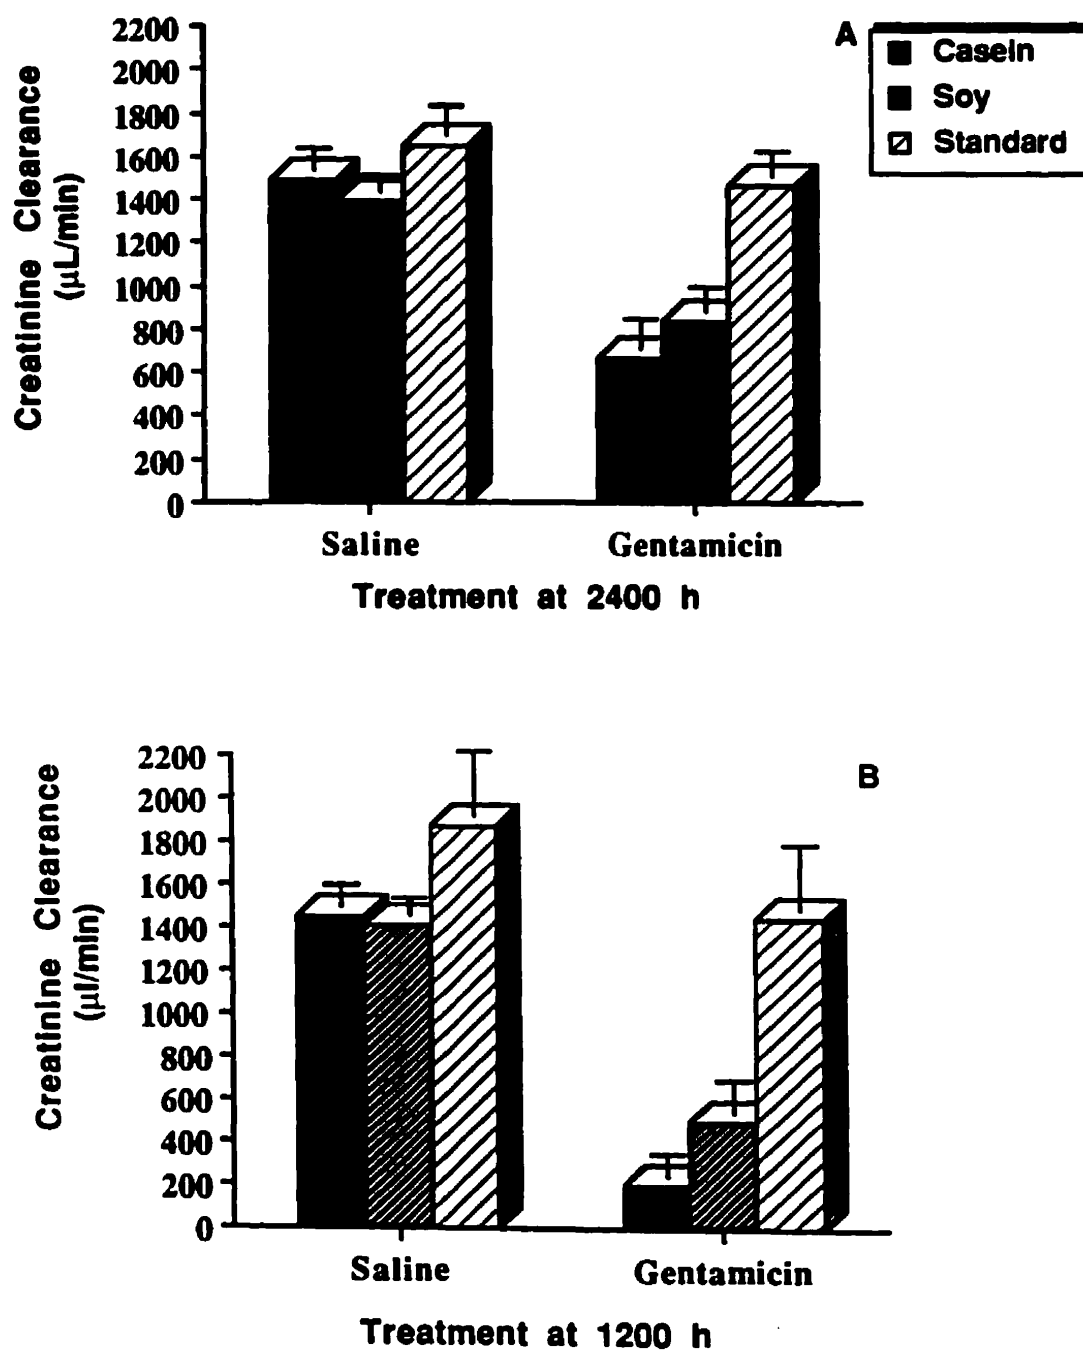 A
Casein
Soy
Standard
Creatinine Clearance
(µL/min)
2200
2000
1800
1600
1400
1200
1000
800
600
400
200
0
Saline Gentamicin
Treatment at 2400 h
B
Creatinine Clearance
(µl/min)
2200
2000
1800
1600
1400
1200
1000
800
600
400
200
0
Saline Gentamicin
Treatment at 1200 h